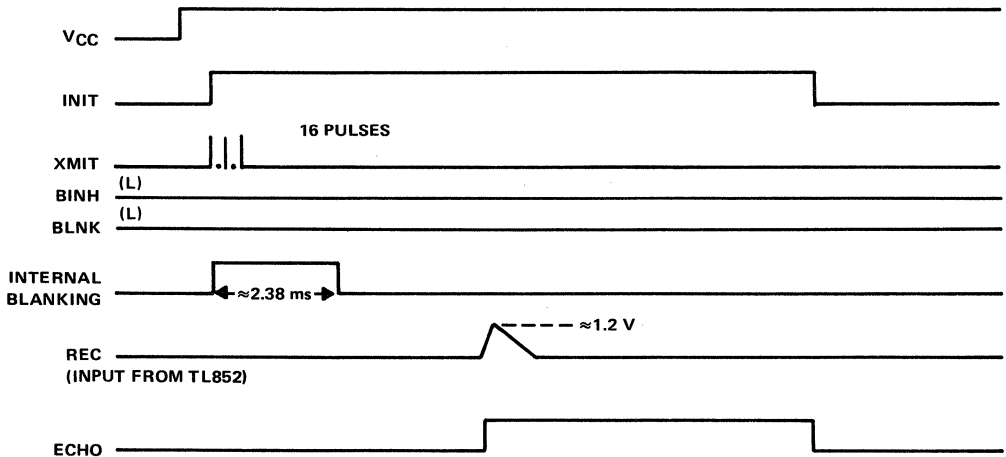 VCC
INIT
16 PULSES
XMIT
(L)
BINH
(L)
BLNK
INTERNAL
BLANKING
≈2.38 ms
≈1.2 V
REC
(INPUT FROM TL852)
ECHO